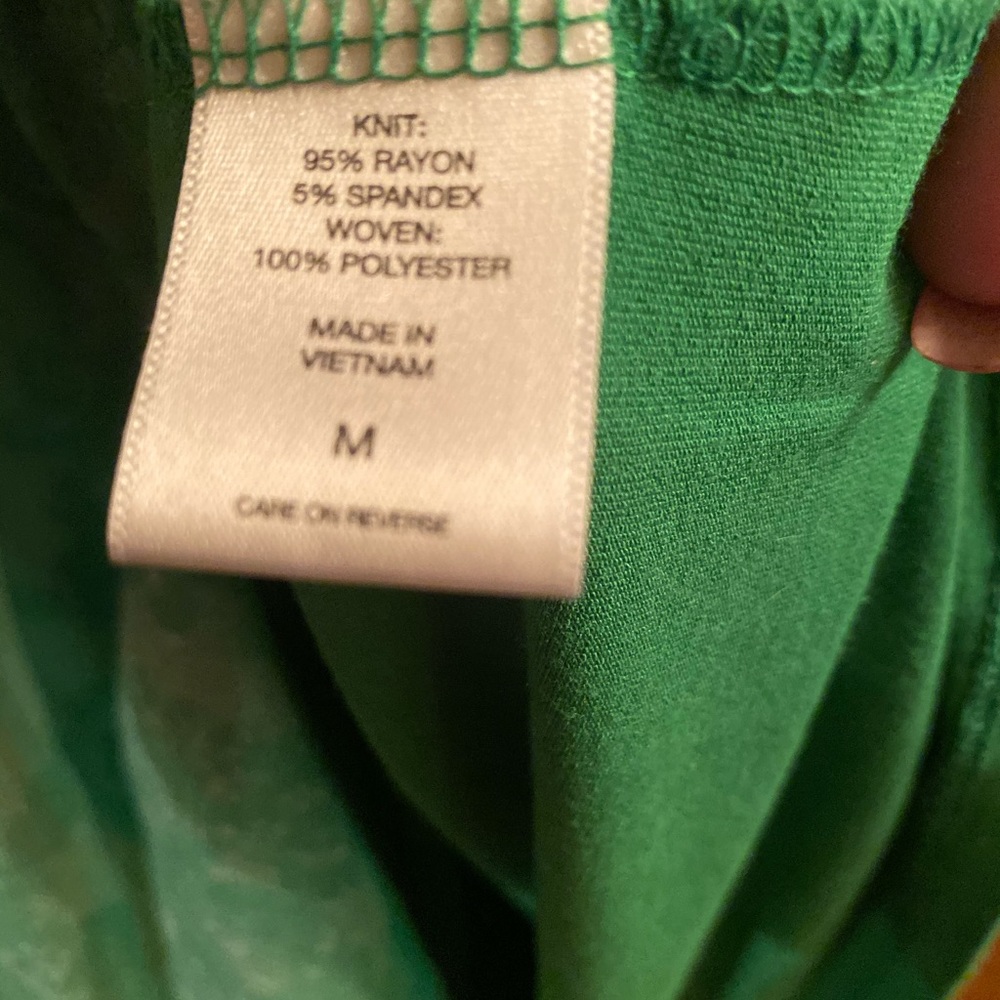 KNIT:
95% RAYON
5% SPANDEX
WOVEN:
100% POLYESTER
MADE IN
VIETNAM
M
CARE ON REVERSE